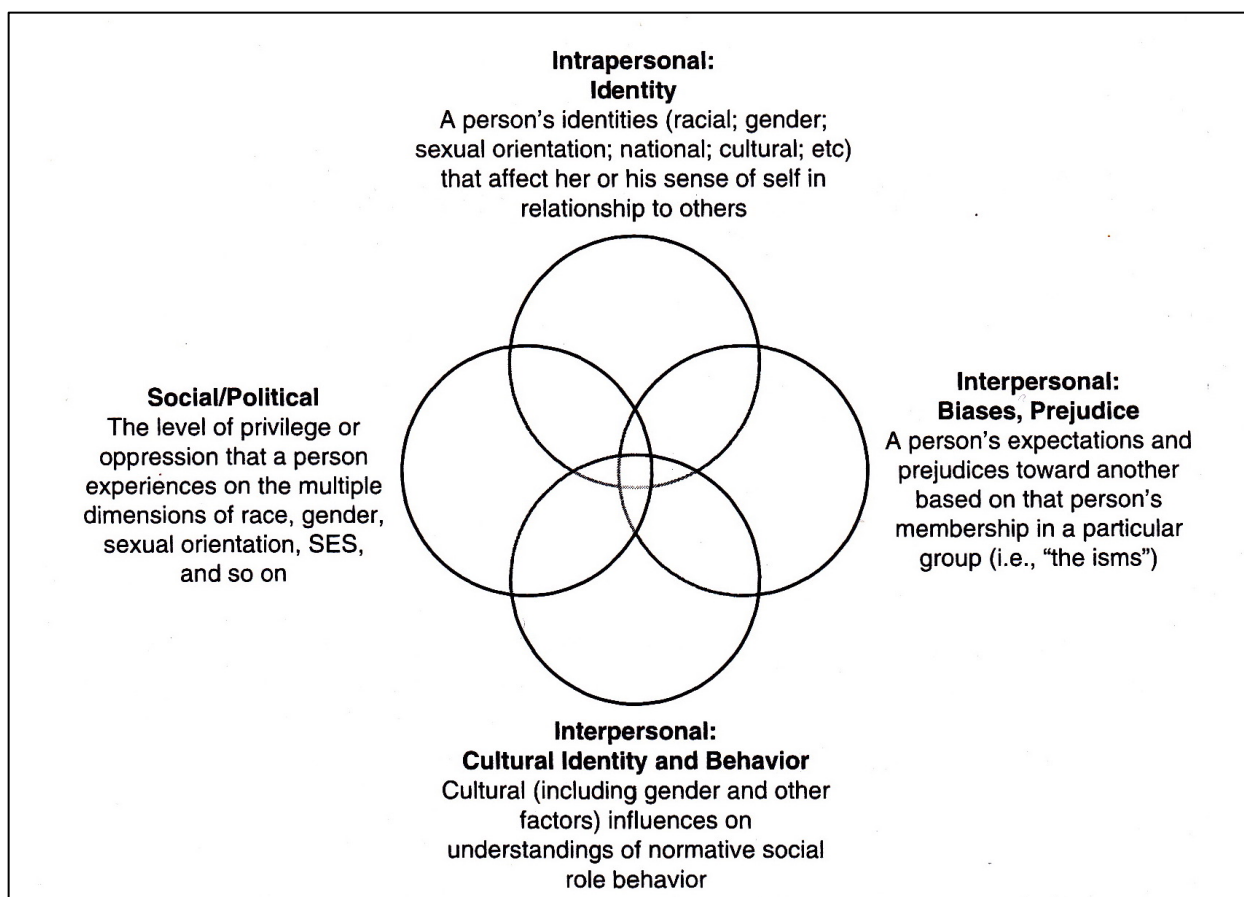 Intrapersonal:
Identity
A person's identities (racial; gender;
sexual orientation; national; cultural; etc)
that affect her or his sense of self in
relationship to others
Social/Political
The level of privilege or
oppression that a person
experiences on the multiple
dimensions of race, gender,
sexual orientation, SES,
and so on
Interpersonal:
Biases, Prejudice
A person's expectations and
prejudices toward another
based on that person's
membership in a particular
group (i.e., "the isms")
Interpersonal:
Cultural Identity and Behavior
Cultural (including gender and other
factors) influences on
understandings of normative social
role behavior